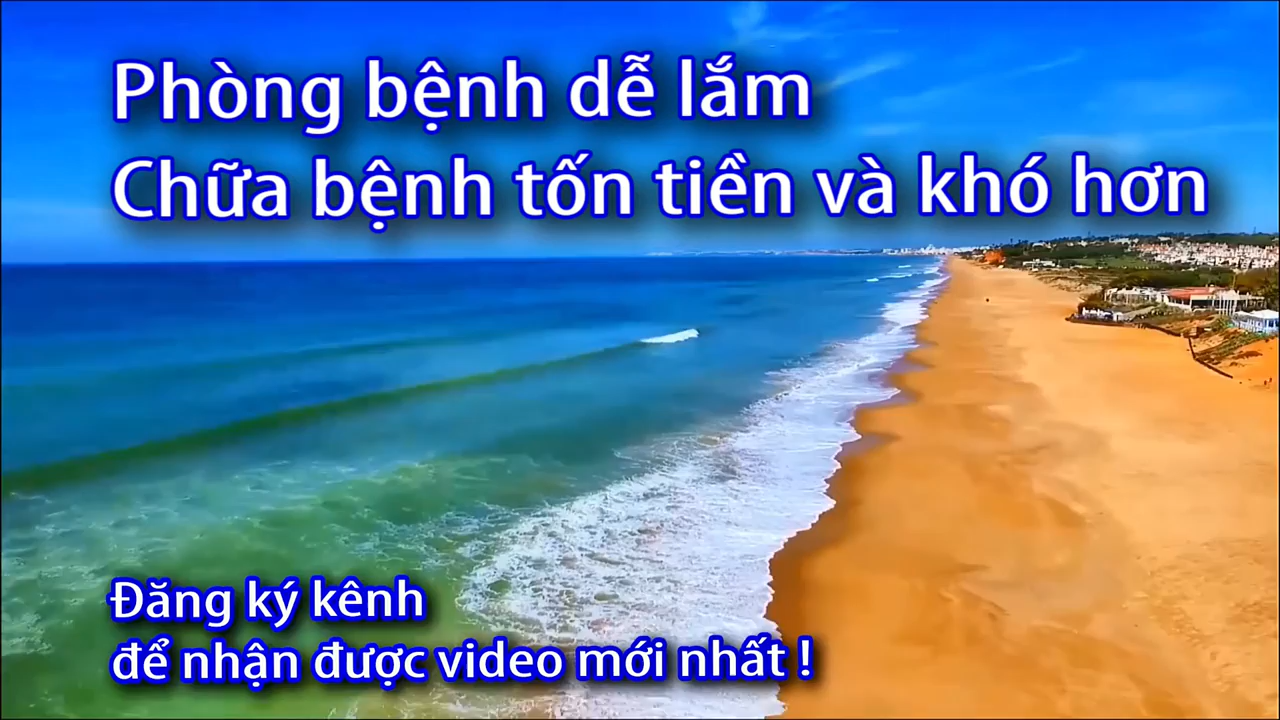 Phòng bệnh dễ lắm
Chữa bệnh tốn tiền và khó hơn
Đăng ký kênh
để nhận được video mới nhất !